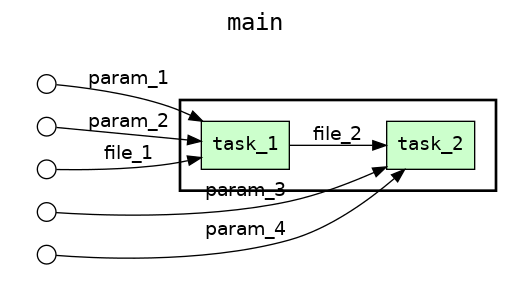 main
param_1
param_2
file_1
task_1
file_2
task_2
param_3
param_4